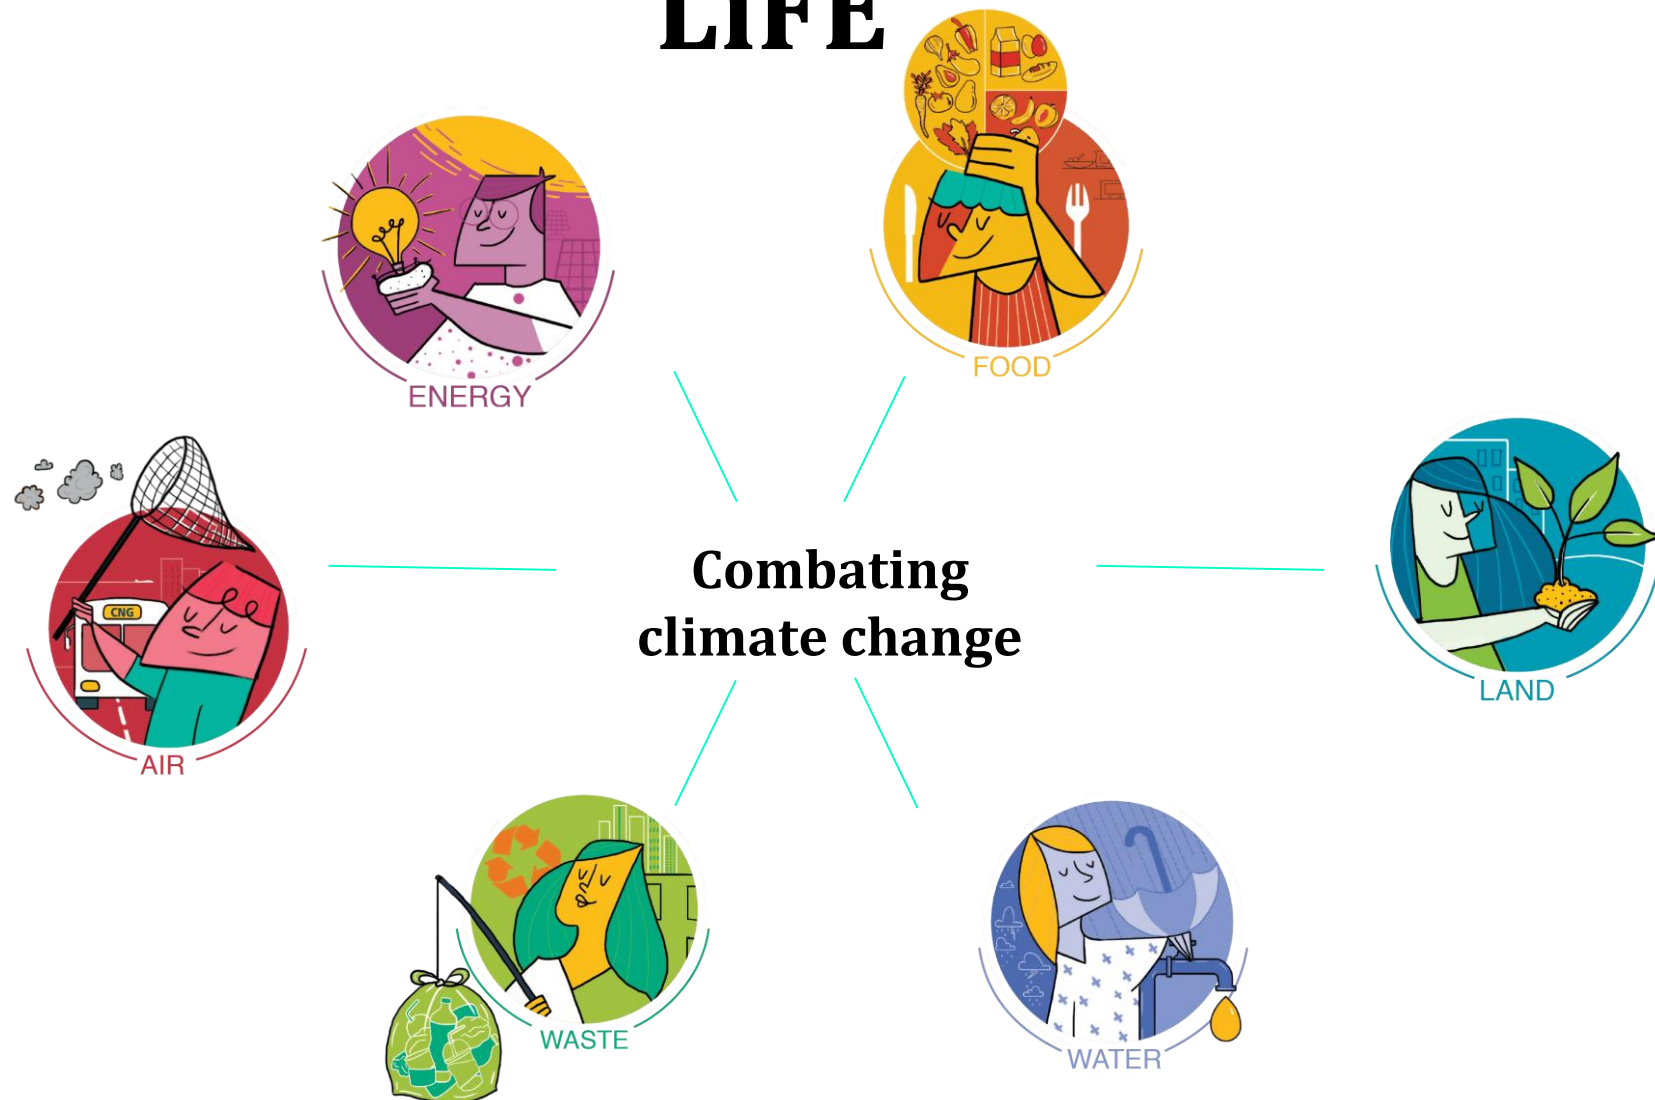 LiFE
FOOD
ENERGY
CNG
Combating
climate change
LAND
AIR
WASTE
WATER